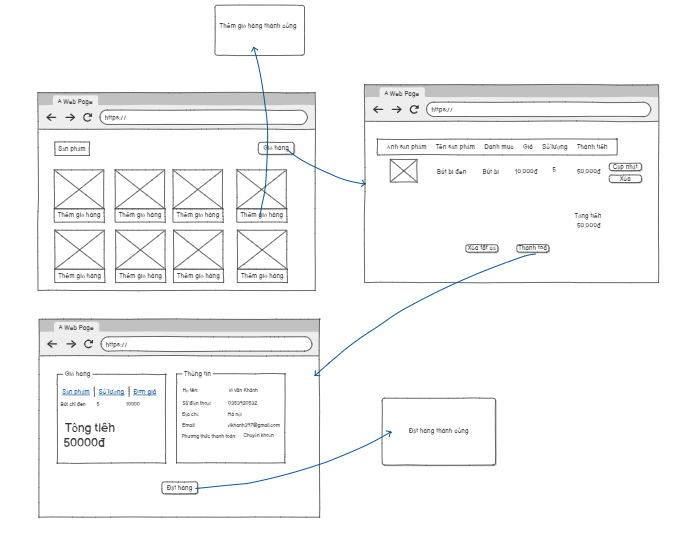 Thêm giỏ hàng thành công
A Web Page
https://
Sản phẩm
Giỏ hàng
Thêm giỏ hàng Thêm giỏ hàng Thêm giỏ hàng Thêm giỏ hàng
Thêm giỏ hàng Thêm giỏ hàng Thêm giỏ hàng Thêm giỏ hàng
A Web Page
https://
Ảnh sản phẩm Tên sản phẩm Danh mục Giá Số lượng Thành tiền
Bút bi đen Bút bi 10,000đ 5 50,000đ
Cập nhật
Xóa
Tổng tiền
50,000đ
Xóa tất cả Thanh toá
A Web Page
https://
Giỏ hàng
Sản phẩm Số lượng Đơn giá
Bút chì đen 5 10000
Tổng tiền
50000đ
Thông tin
Họ tên: Vi Văn Khánh
Số điện thoại: 0353920532
Địa chỉ: Hà nội
Email: vikhanh197@gmail.com
Phương thức thanh toán: Chuyển khoản
Đặt hàng
Đặt hàng thành công